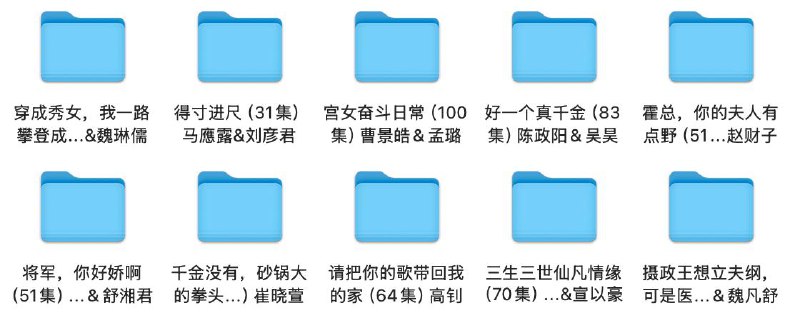 穿成秀女，我一路
攀登成...&魏琳儒
得寸进尺（31集）
马應露&刘彦君
宫女奋斗日常（100
集）曹景皓＆孟璐
好一个真千金（83
集）陈政阳＆吴昊
霍总，你的夫人有
点野（51...赵财子
将军，你好娇啊
（51集）...＆舒湘君
千金没有，砂锅大
的拳头...）崔晓萱
请把你的歌带回我
的家（64集）高钊
三生三世仙凡情缘
（70集）...&宣以豪
摄政王想立夫纲，
可是医...＆魏凡舒